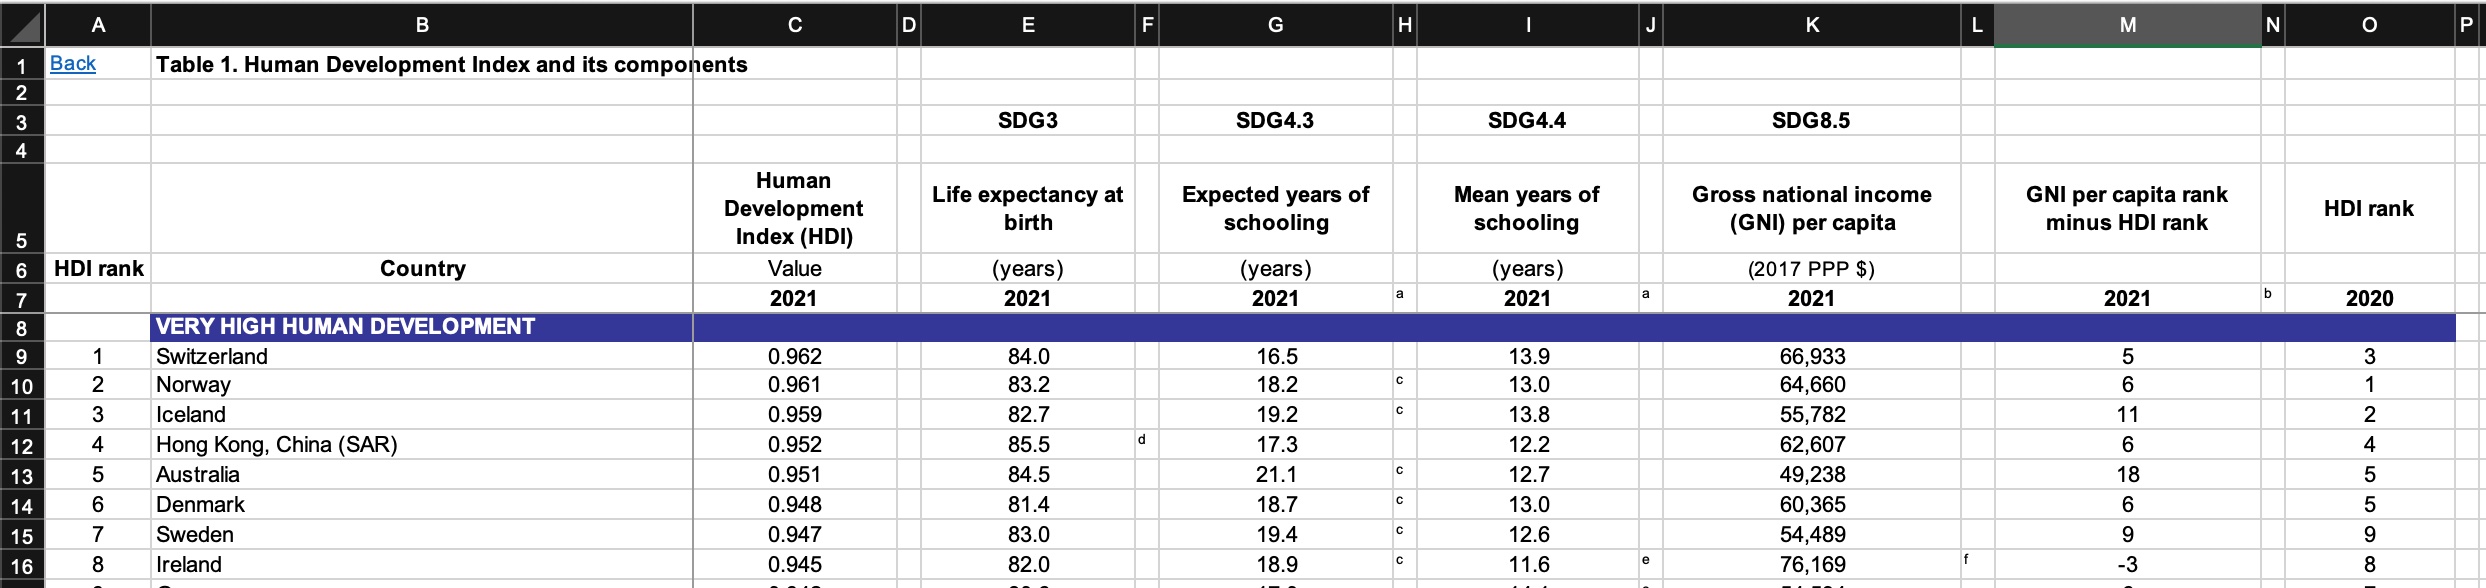 A B C D E F G H I J K L M N O P
1 Back Table 1. Human Development Index and its components
2
3 SDG3 SDG4.3 SDG4.4 SDG8.5
4
Human
Development
Index (HDI) Life expectancy at
birth Expected years of
schooling Mean years of
schooling Gross national income
(GNI) per capita GNI per capita rank
minus HDI rank HDI rank
5
6 HDI rank Country Value (years) (years) (years) (2017 PPP $)
7 2021 2021 2021 a 2021 a 2021 2021 b 2020
8 VERY HIGH HUMAN DEVELOPMENT
9 1 Switzerland 0.962 84.0 16.5 13.9 66,933 5 3
10 2 Norway 0.961 83.2 18.2 c 13.0 64,660 6 1
11 3 Iceland 0.959 82.7 19.2 c 13.8 55,782 11 2
12 4 Hong Kong, China (SAR) 0.952 85.5 d 17.3 12.2 62,607 6 4
13 5 Australia 0.951 84.5 21.1 c 12.7 49,238 18 5
14 6 Denmark 0.948 81.4 18.7 c 13.0 60,365 6 5
15 7 Sweden 0.947 83.0 19.4 c 12.6 54,489 9 9
16 8 Ireland 0.945 82.0 18.9 c 11.6 e 76,169 f -3 8